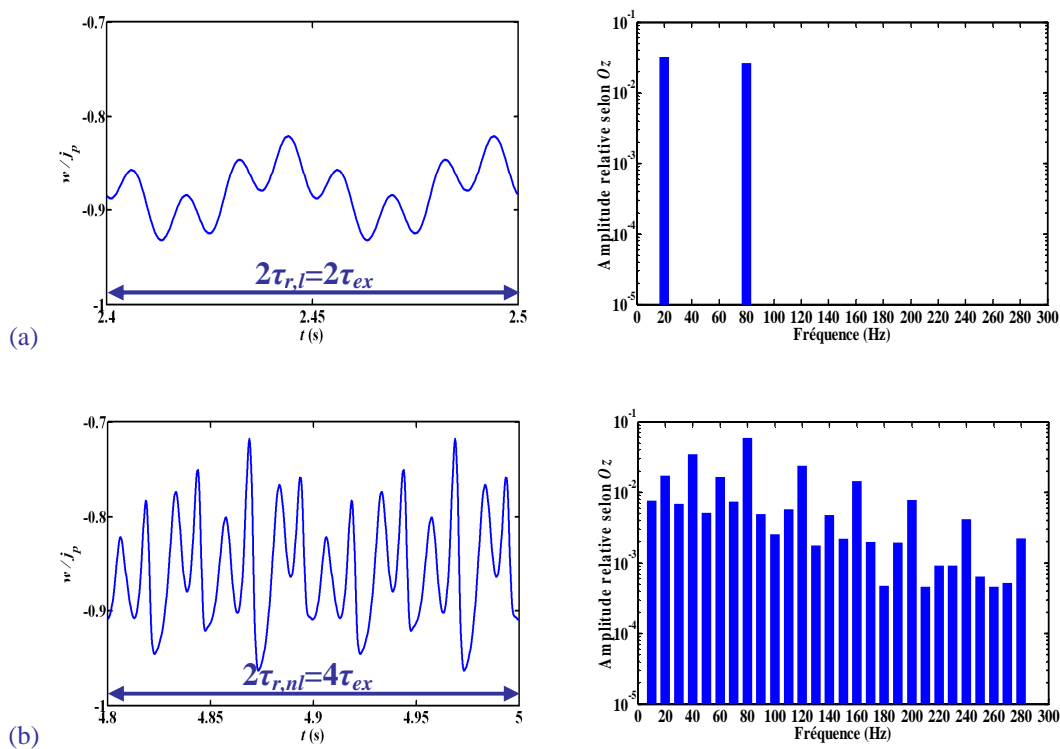 -0.7
-0.8
-0.9
-1
w/j_p
2τ_{r,l}=2τ_{ex}
2.4 2.45 2.5
t (s)
(a)
10^{-1}
10^{-2}
10^{-3}
10^{-4}
10^{-5}
Amplitude relative selon Oz
0 20 40 60 80 100 120 140 160 180 200 220 240 260 280 300
Fréquence (Hz)
-0.7
-0.8
-0.9
-1
w/j_p
2τ_{r,nl}=4τ_{ex}
4.8 4.85 4.9 4.95 5
t (s)
(b)
10^{-1}
10^{-2}
10^{-3}
10^{-4}
10^{-5}
Amplitude relative selon Oz
0 20 40 60 80 100 120 140 160 180 200 220 240 260 280 300
Fréquence (Hz)